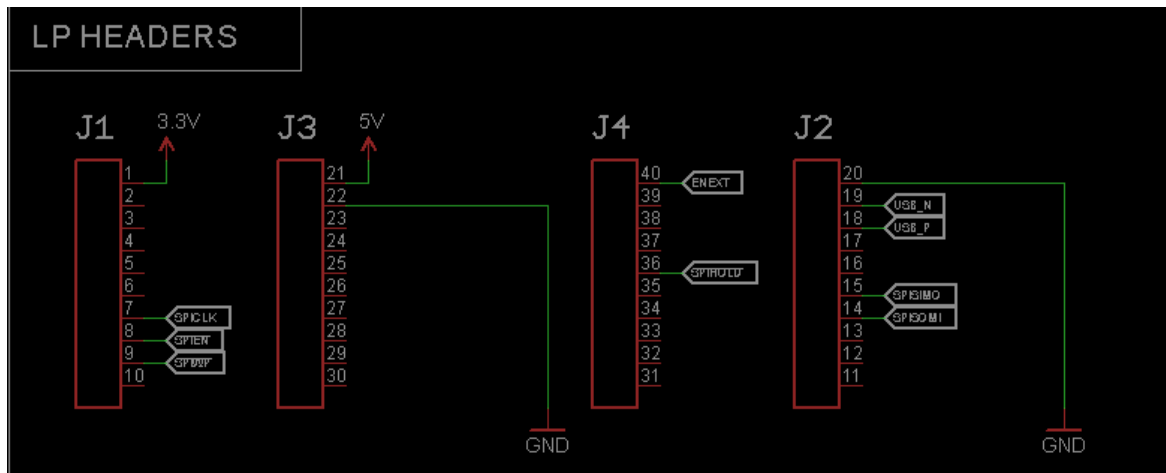 LP HEADERS
J1
3.3V
1
2
3
4
5
6
7
8
9
10
SPICLK
SPIEN
J3
5V
21
22
23
24
25
26
27
28
29
30
GND
J4
40
39
38
37
36
35
34
33
32
31
ENEXT
SPIHOLD
J2
20
19
18
17
16
15
14
13
12
11
USB_N
USB_P
SPISIMO
SPISOMI
GND